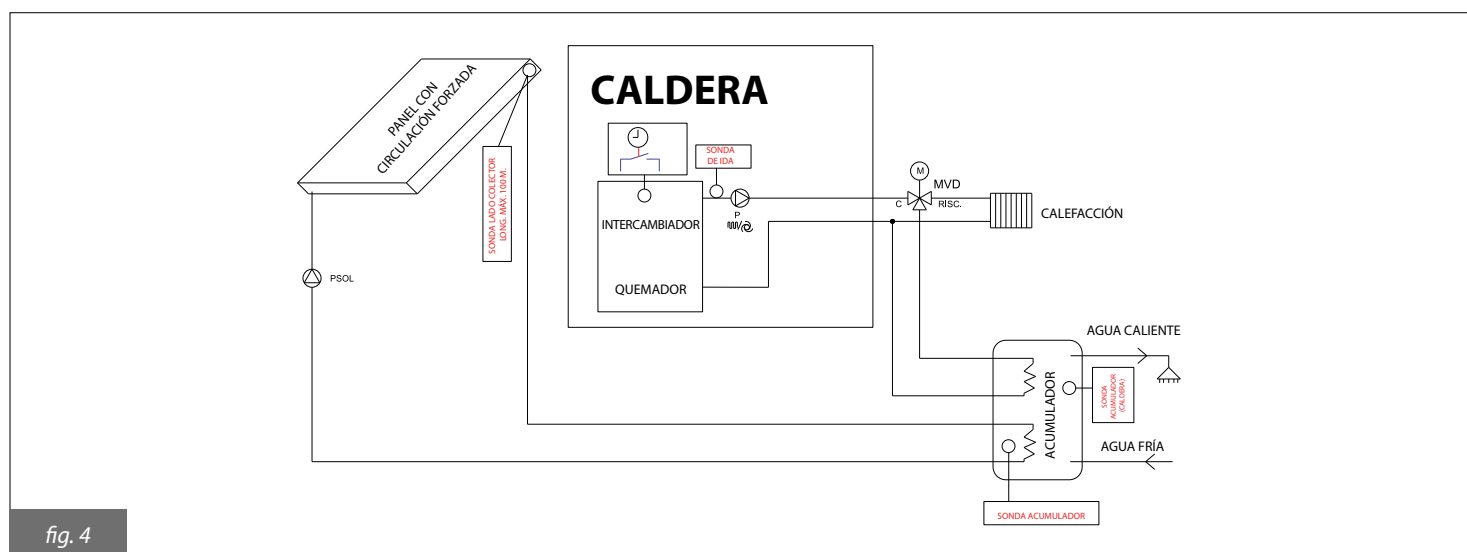 PANEL CON
CIRCULACIÓN FORZADA
SONDA LADO COLECTOR
LONG. MÁX. 100 M.
PSOL
CALDERA
SONDA
DE IDA
INTERCAMBIADOR
QUEMADOR
P
M
MVD
C
RISC.
CALEFACCIÓN
AGUA CALIENTE
ACUMULADOR
SONDA
ACUMULADOR
(CALDERA)
AGUA FRÍA
SONDA ACUMULADOR
fig. 4